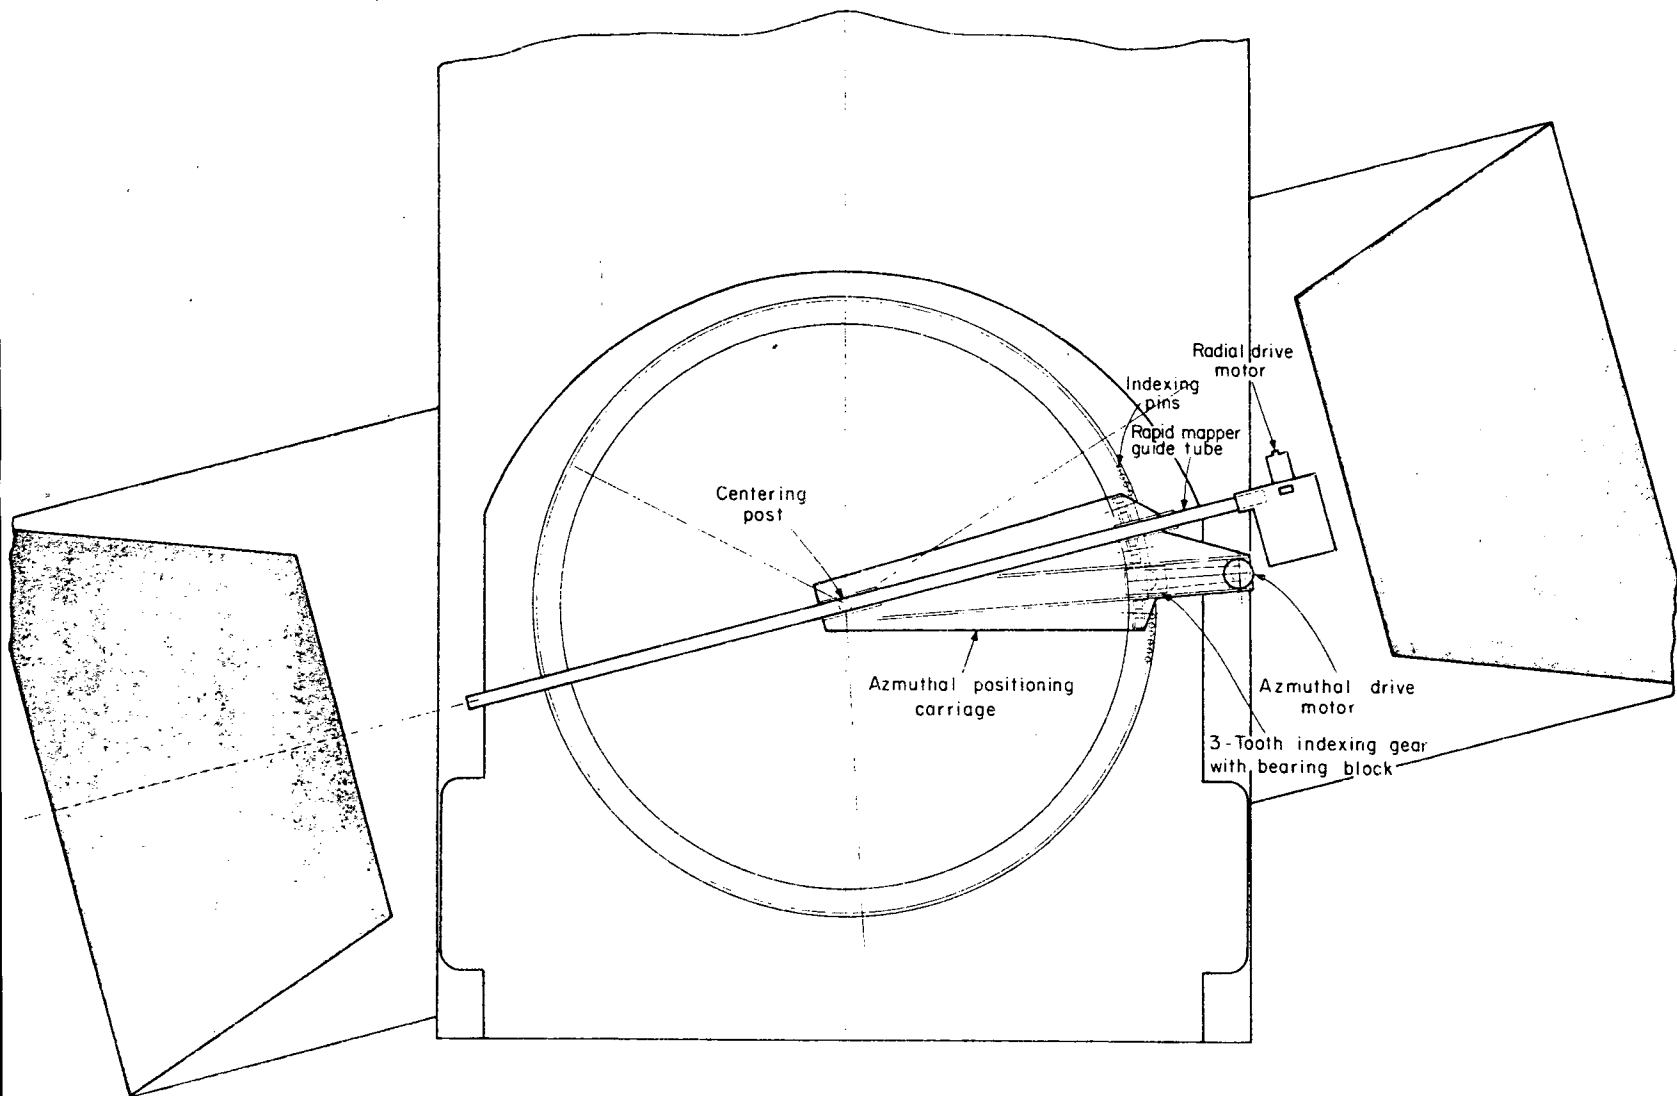 Radial drive
motor
Indexing
pins
Rapid mapper
guide tube
Centering
post
Azmuthal positioning
carriage
Azmuthal drive
motor
3-Tooth indexing gear
with bearing block